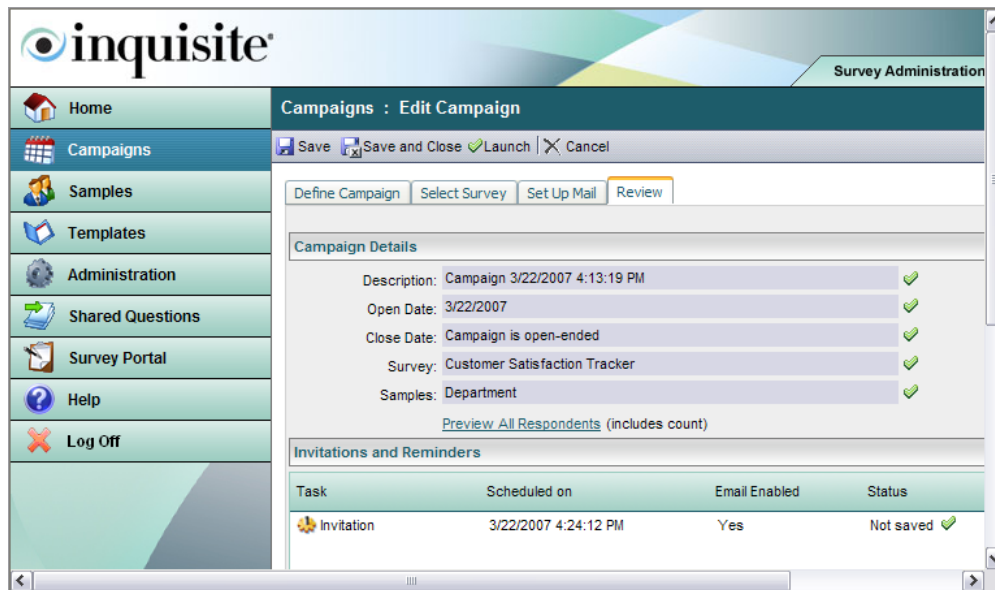 inquisite
Survey Administration
Home
Campaigns
Samples
Templates
Administration
Shared Questions
Survey Portal
Help
Log Off
Campaigns : Edit Campaign
Save Save and Close Launch Cancel
Define Campaign Select Survey Set Up Mail Review
Campaign Details
Description: Campaign 3/22/2007 4:13:19 PM
Open Date: 3/22/2007
Close Date: Campaign is open-ended
Survey: Customer Satisfaction Tracker
Samples: Department
Preview All Respondents (includes count)
Invitations and Reminders
Task Scheduled on Email Enabled Status
Invitation 3/22/2007 4:24:12 PM Yes Not saved